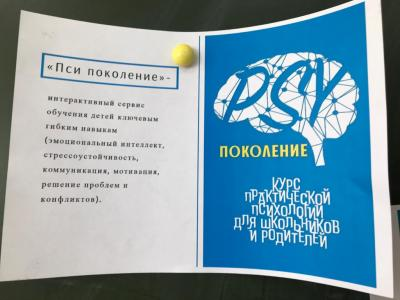 «Пси поколение»-
интерактивный сервис
обучения детей ключевым
гибким навыкам
(эмоциональный интеллект,
стрессоустойчивость,
коммуникация, мотивация,
решение проблем и
конфликтов).
PSY
ПОКОЛЕНИЕ
КУРС
ПРАКТИЧЕСКОЙ
ПСИХОЛОГИИ
ДЛЯ ШКОЛЬНИКОВ
И РОДИТЕЛЕЙ